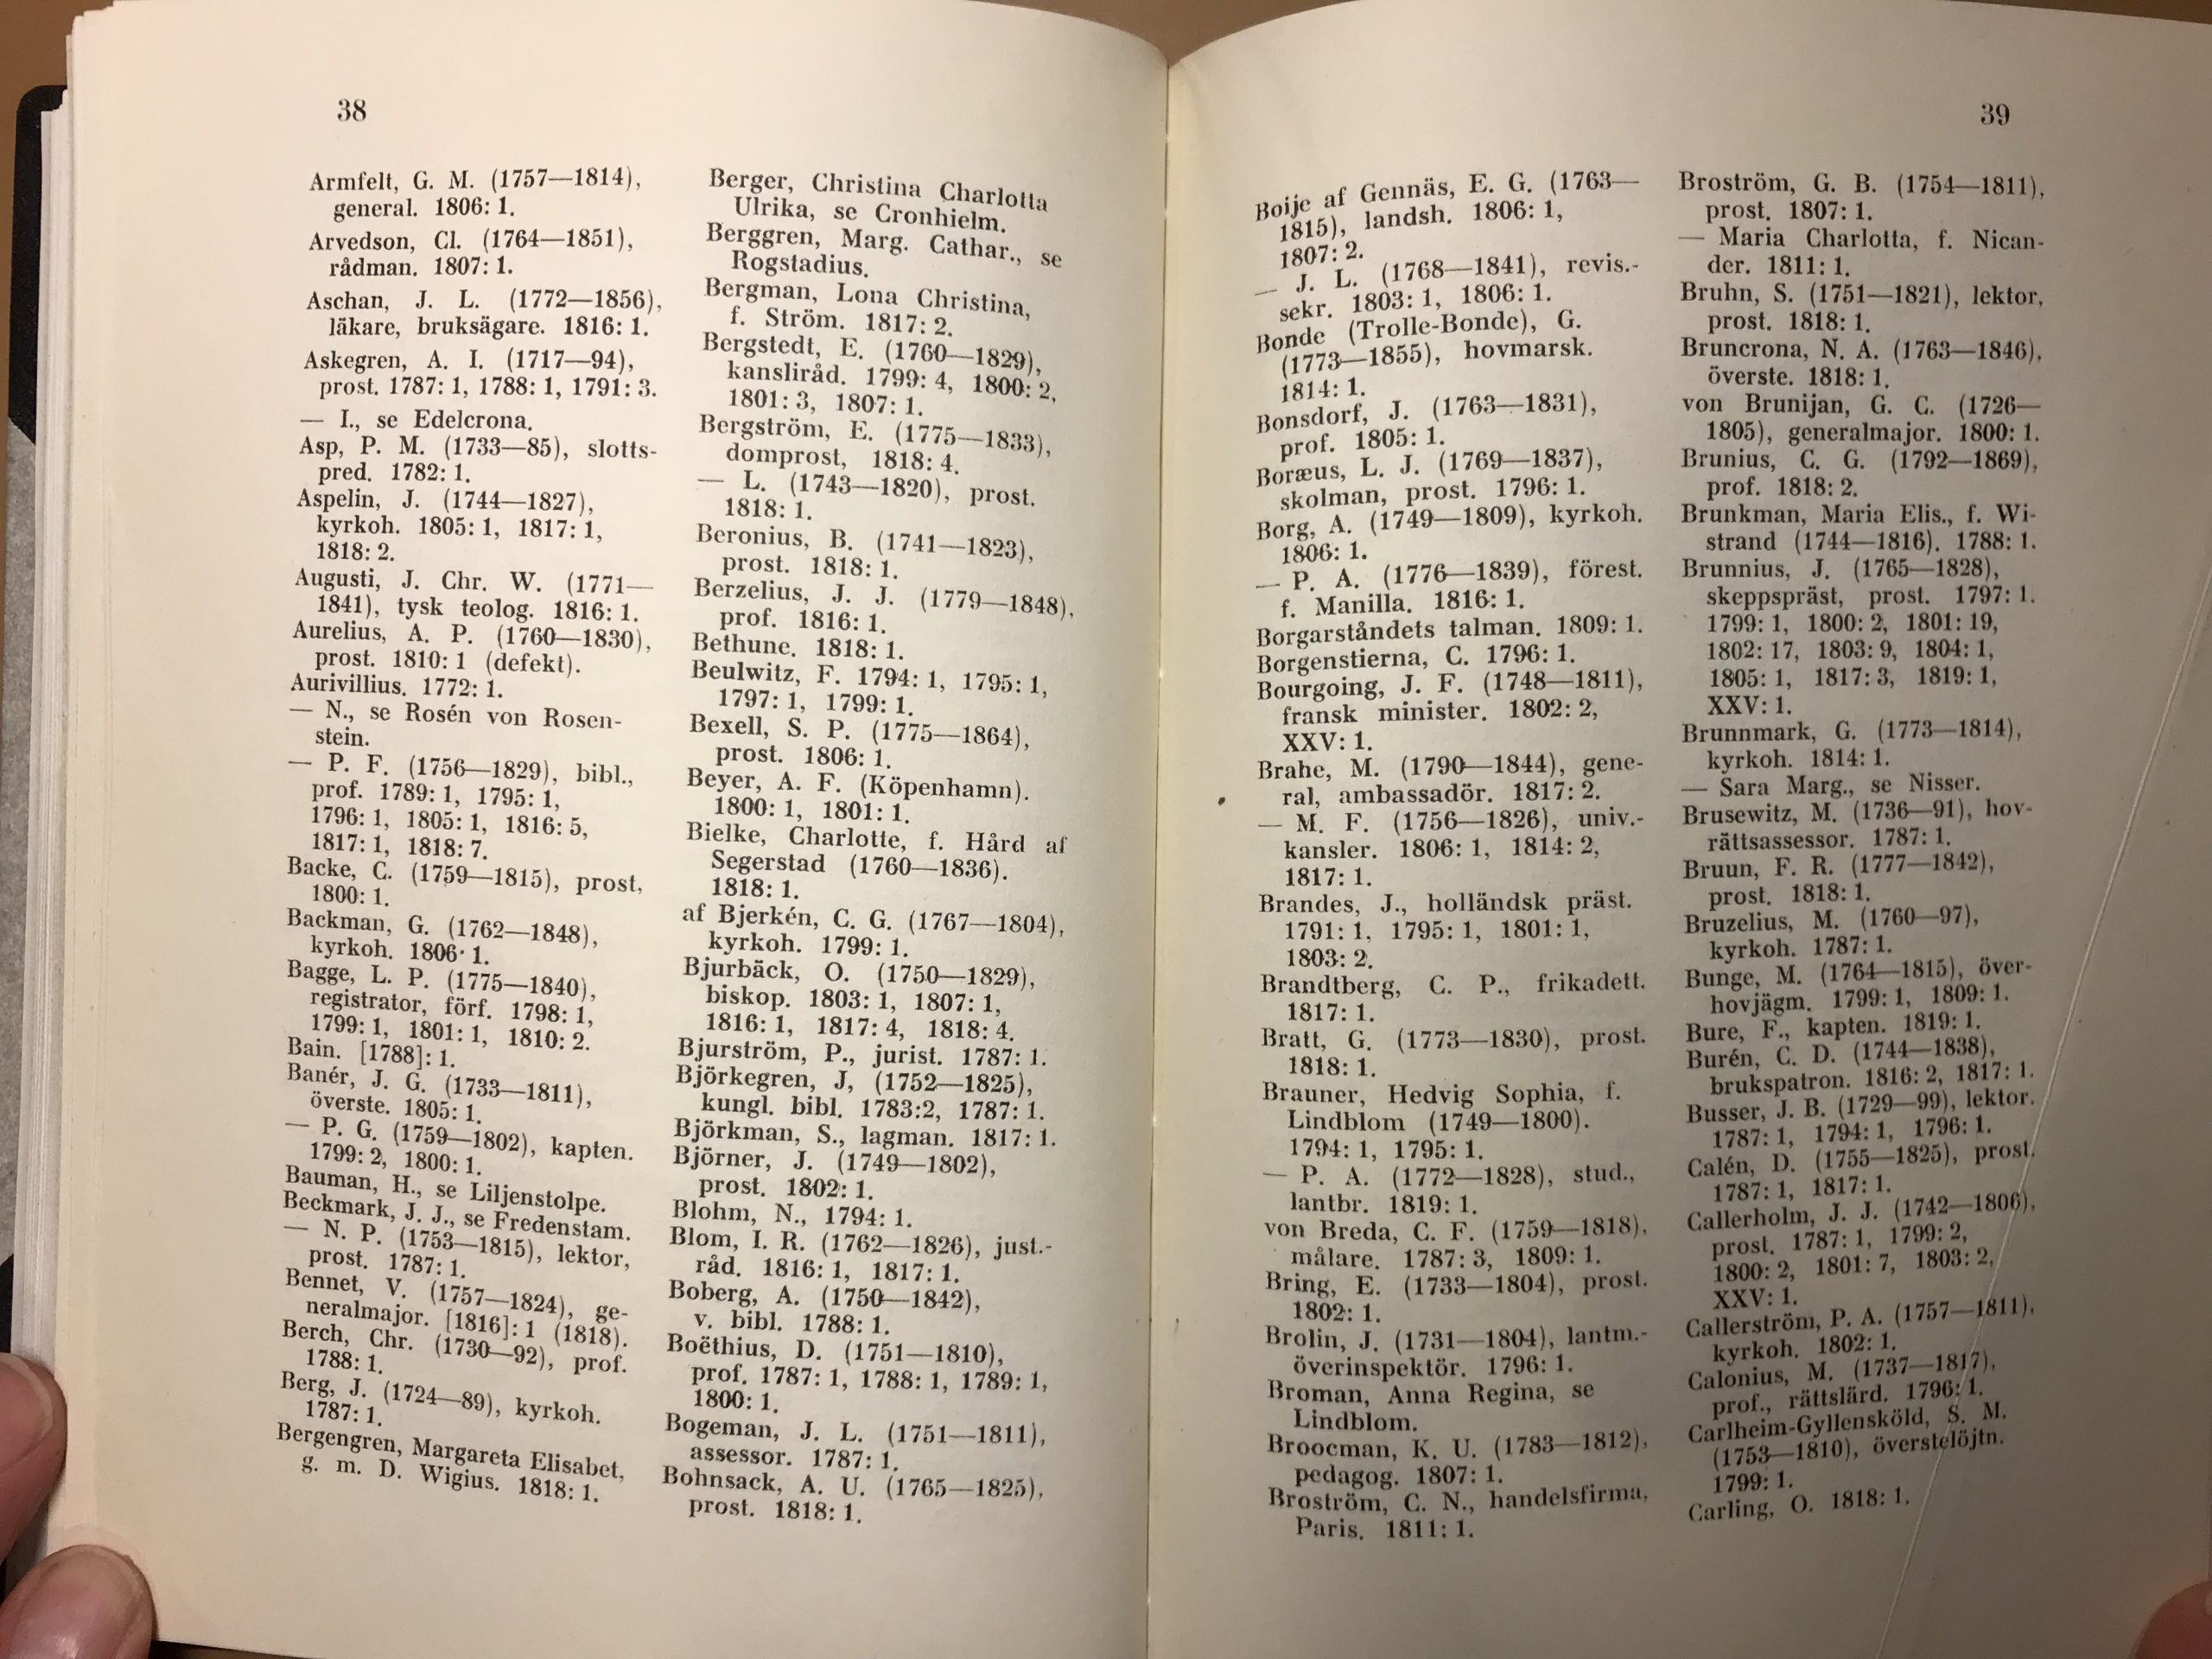 38
Armfelt, G. M. (1757—1814),
general. 1806: 1.
Arvedson, Cl. (1764—1851),
rådman. 1807: 1.
Aschan, J. L. (1772—1856),
läkare, bruksägare. 1816: 1.
Askegren, A. I. (1717—94),
prost. 1787: 1, 1788: 1, 1791: 3.
— I., se Edelcrona.
Asp, P. M. (1733—85), slotts-
pred. 1782: 1.
Aspelin, J. (1744—1827),
kyrkoh. 1805: 1, 1817: 1,
1818: 2.
Augusti, J. Chr. W. (1771—
1841), tysk teolog. 1816: 1.
Aurelius, A. P. (1760—1830),
prost. 1810: 1 (defekt).
Aurivillius. 1772: 1.
— N., se Rosén von Rosen-
stein.
— P. F. (1756—1829), bibl.,
prof. 1789: 1, 1795: 1,
1796: 1, 1805: 1, 1816: 5,
1817: 1, 1818: 7.
Backe, C. (1759—1815), prost,
1800: 1.
Backman, G. (1762—1848),
kyrkoh. 1806: 1.
Bagge, L. P. (1775—1840),
registrator, förf. 1798: 1,
1799: 1, 1801: 1, 1810: 2.
Bain. [1788]: 1.
Banér, J. G. (1733—1811),
överste. 1805: 1.
— P. G. (1759—1802), kapten.
1799: 2, 1800: 1.
Bauman, H., se Liljenstolpe.
Beckmark, J. J., se Fredenstam.
— N. P. (1753—1815), lektor,
prost. 1787: 1.
Bennet, V. (1757—1824), ge-
neralmajor. [1816]: 1 (1818).
Berch, Chr. (1730—92), prof.
1788: 1.
Berg, J. (1724—89), kyrkoh.
1787: 1.
Bergengren, Margareta Elisabet,
g. m. D. Wigius. 1818: 1.
Berger, Christina Charlotta
Ulrika, se Cronhielm.
Berggren, Marg. Cathar., se
Rogstadius.
Bergman, Lona Christina,
f. Ström. 1817: 2.
Bergstedt, E. (1760—1829),
kansliråd. 1799: 4, 1800: 2,
1801: 3, 1807: 1.
Bergström, E. (1775—1833),
domprost, 1818: 4.
— L. (1743—1820), prost.
1818: 1.
Beronius, B. (1741—1823),
prost. 1818: 1.
Berzelius, J. J. (1779—1848),
prof. 1816: 1.
Bethune. 1818: 1.
Beulwitz, F. 1794: 1, 1795: 1,
1797: 1, 1799: 1.
Bexell, S. P. (1775—1864),
prost. 1806: 1.
Beyer, A. F. (Köpenhamn).
1800: 1, 1801: 1.
Bielke, Charlotte, f. Hård af
Segerstad (1760—1836).
1818: 1.
af Bjerkén, C. G. (1767—1804),
kyrkoh. 1799: 1.
Bjurbäck, O. (1750—1829),
biskop. 1803: 1, 1807: 1,
1816: 1, 1817: 4, 1818: 4.
Bjurström, P., jurist. 1787: 1.
Björkegren, J, (1752—1825),
kungl. bibl. 1783:2, 1787: 1.
Björkman, S., lagman. 1817: 1.
Björner, J. (1749—1802),
prost. 1802: 1.
Blohm, N., 1794: 1.
Blom, I. R. (1762—1826), just.-
råd. 1816: 1, 1817: 1.
Boberg, A. (1750—1842),
v. bibl. 1788: 1.
Boëthius, D. (1751—1810),
prof. 1787: 1, 1788: 1, 1789: 1,
1800: 1.
Bogeman, J. L. (1751—1811),
assessor. 1787: 1.
Bohnsack, A. U. (1765—1825),
prost. 1818: 1.
39
Boije af Gennäs, E. G. (1763—
1815), landsh. 1806: 1,
1807: 2.
— J. L. (1768—1841), revis.-
sekr. 1803: 1, 1806: 1.
Bonde (Trolle-Bonde), G.
(1773—1855), hovmarsk.
1814: 1.
Bonsdorf, J. (1763—1831),
prof. 1805: 1.
Boræus, L. J. (1769—1837),
skolman, prost. 1796: 1.
Borg, A. (1749—1809), kyrkoh.
1806: 1.
— P. A. (1776—1839), förest.
f. Manilla. 1816: 1.
Borgarståndets talman. 1809: 1.
Borgenstierna, C. 1796: 1.
Bourgoing, J. F. (1748—1811),
fransk minister. 1802: 2,
XXV: 1.
Brahe, M. (1790—1844), gene-
ral, ambassadör. 1817: 2.
— M. F. (1756—1826), univ.-
kansler. 1806: 1, 1814: 2,
1817: 1.
Brandes, J., holländsk präst.
1791: 1, 1795: 1, 1801: 1,
1803: 2.
Brandtberg, C. P., frikadett.
1817: 1.
Bratt, G. (1773—1830), prost.
1818: 1.
Brauner, Hedvig Sophia, f.
Lindblom (1749—1800).
1794: 1, 1795: 1.
— P. A. (1772—1828), stud.,
lantbr. 1819: 1.
von Breda, C. F. (1759—1818),
målare. 1787: 3, 1809: 1.
Bring, E. (1733—1804), prost.
1802: 1.
Brolin, J. (1731—1804), lantm.-
överinspektör. 1796: 1.
Broman, Anna Regina, se
Lindblom.
Broocman, K. U. (1783—1812),
pedagog. 1807: 1.
Broström, C. N., handelsfirma,
Paris. 1811: 1.
Broström, G. B. (1754—1811),
prost. 1807: 1.
— Maria Charlotta, f. Nican-
der. 1811: 1.
Bruhn, S. (1751—1821), lektor,
prost. 1818: 1.
Bruncrona, N. A. (1763—1846),
överste. 1818: 1.
von Brunijan, G. C. (1726—
1805), generalmajor. 1800: 1.
Brunius, C. G. (1792—1869),
prof. 1818: 2.
Brunkman, Maria Elis., f. Wi-
strand (1744—1816). 1788: 1.
Brunnius, J. (1765—1828),
skeppspräst, prost. 1797: 1.
1799: 1, 1800: 2, 1801: 19,
1802: 17, 1803: 9, 1804: 1,
1805: 1, 1817: 3, 1819: 1,
XXV: 1.
Brunnmark, G. (1773—1814),
kyrkoh. 1814: 1.
— Sara Marg., se Nisser.
Brusewitz, M. (1736—91), hov-
rättsassessor. 1787: 1.
Bruun, F. R. (1777—1842),
prost. 1818: 1.
Bruzelius, M. (1760—97),
kyrkoh. 1787: 1.
Bunge, M. (1764—1815), över-
hovjägm. 1799: 1, 1809: 1.
Bure, F., kapten. 1819: 1.
Burén, C. D. (1744—1838),
brukspatron. 1816: 2, 1817: 1.
Busser, J. B. (1729—99), lektor.
1787: 1, 1794: 1, 1796: 1.
Calén, D. (1755—1825), prost.
1787: 1, 1817: 1.
Callerholm, J. J. (1742—1806),
prost. 1787: 1, 1799: 2,
1800: 2, 1801: 7, 1803: 2,
XXV: 1.
Callerström, P. A. (1757—1811),
kyrkoh. 1802: 1.
Calonius, M. (1737—1817),
prof., rättslärd. 1796: 1.
Carlheim-Gyllensköld, S. M.
(1753—1810), överstelöjtn.
1799: 1.
Carling, O. 1818: 1.